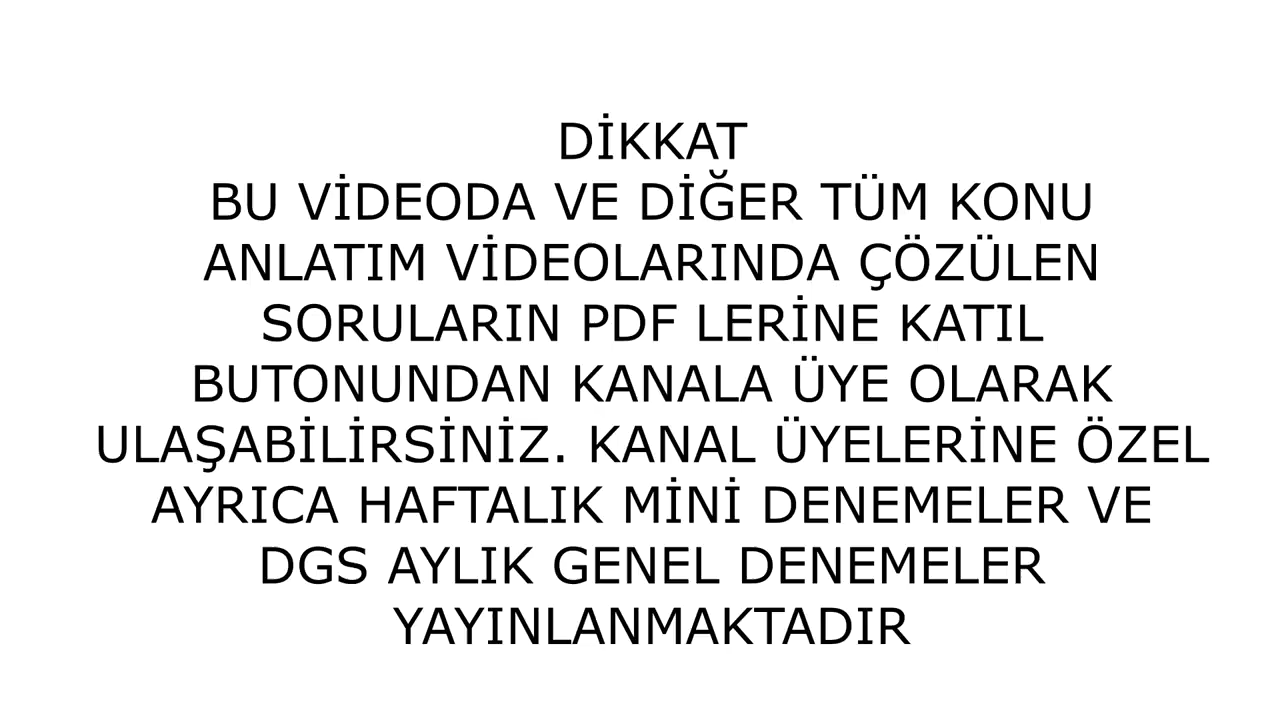 DİKKAT
BU VİDEODA VE DİĞER TÜM KONU
ANLATIM VİDEOLARINDA ÇÖZÜLEN
SORULARIN PDF LERİNE KATIL
BUTONUNDAN KANALA ÜYE OLARAK
ULAŞABİLİRSİNİZ. KANAL ÜYELERİNE ÖZEL
AYRICA HAFTALIK MİNİ DENEMELER VE
DGS AYLIK GENEL DENEMELER
YAYINLANMAKTADIR